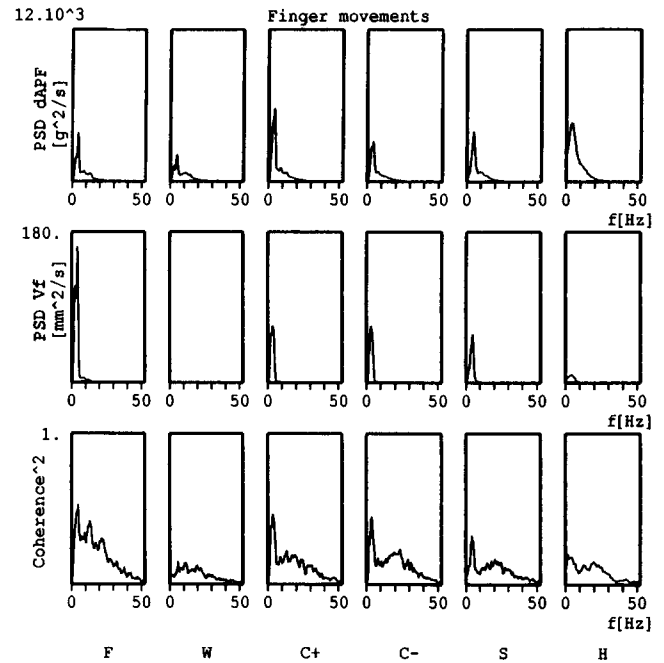 12.10^3 Finger movements
PSD dAPF
[g^2/s]
0 50 0 50 0 50 0 50 0 50 0 50
f[Hz]
180.
PSD Vf
[mm^2/s]
0 50 0 50 0 50 0 50 0 50 0 50
f[Hz]
1.
Coherence^2
0 50 0 50 0 50 0 50 0 50 0 50
f[Hz]
F W C+ C- S H